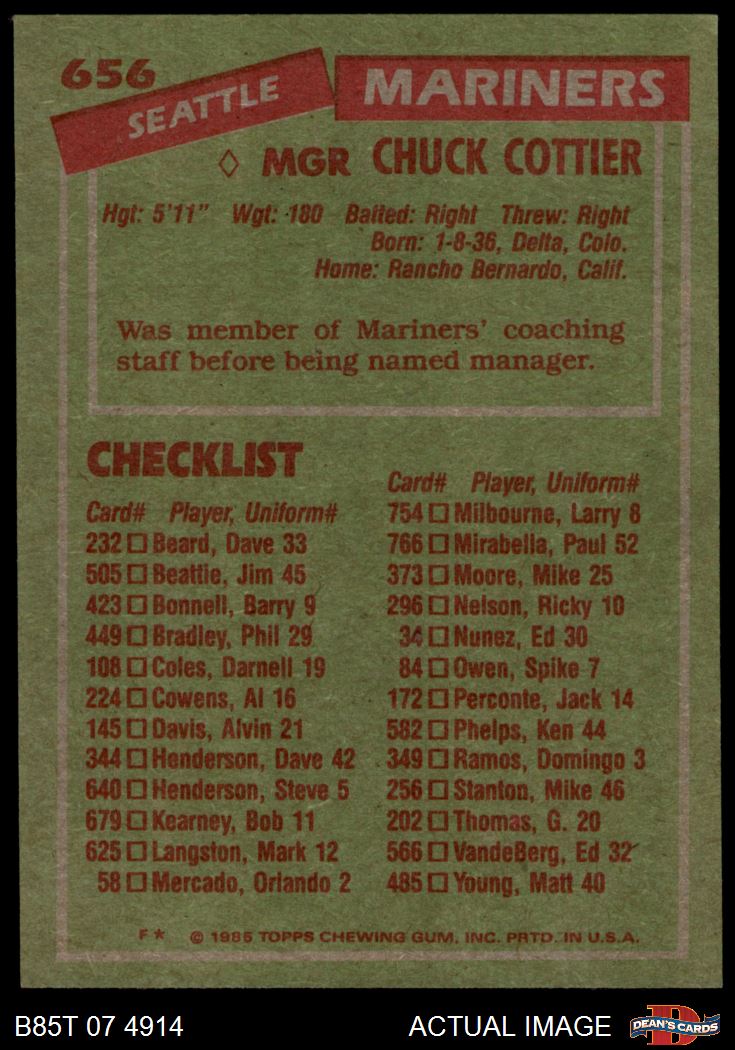 656
SEATTLE MARINERS
◊ MGR CHUCK COTTIER
Hgt: 5'11" Wgt: 180 Batted: Right Threw: Right
Born: 1-8-36, Delta, Colo.
Home: Rancho Bernardo, Calif.
Was member of Mariners' coaching
staff before being named manager.
CHECKLIST
Card# Player, Uniform#
232 □ Beard, Dave 33
505 □ Beattie, Jim 45
423 □ Bonnell, Barry 9
449 □ Bradley, Phil 29
108 □ Coles, Darnell 19
224 □ Cowens, Al 16
145 □ Davis, Alvin 21
344 □ Henderson, Dave 42
640 □ Henderson, Steve 5
679 □ Kearney, Bob 11
625 □ Langston, Mark 12
58 □ Mercado, Orlando 2
Card# Player, Uniform#
754 □ Milbourne, Larry 8
766 □ Mirabella, Paul 52
373 □ Moore, Mike 25
296 □ Nelson, Ricky 10
34 □ Nunez, Ed 30
84 □ Owen, Spike 7
172 □ Perconte, Jack 14
582 □ Phelps, Ken 44
349 □ Ramos, Domingo 3
256 □ Stanton, Mike 46
202 □ Thomas, G. 20
566 □ VandeBerg, Ed 32
485 □ Young, Matt 40
F* © 1985 TOPPS CHEWING GUM, INC. PRTD. IN U.S.A.
B85T 07 4914 ACTUAL IMAGE
D
DEAN'S CARDS